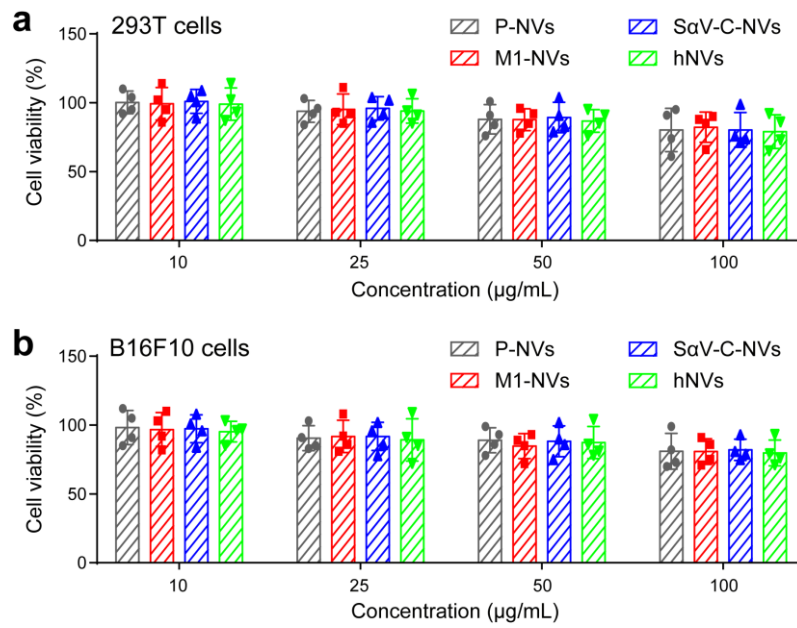 a
293T cells
P-NVs
SαV-C-NVs
M1-NVs
hNVs
150
100
50
0
Cell viability (%)
10
25
50
100
Concentration (µg/mL)
b
B16F10 cells
P-NVs
SαV-C-NVs
M1-NVs
hNVs
150
100
50
0
Cell viability (%)
10
25
50
100
Concentration (µg/mL)